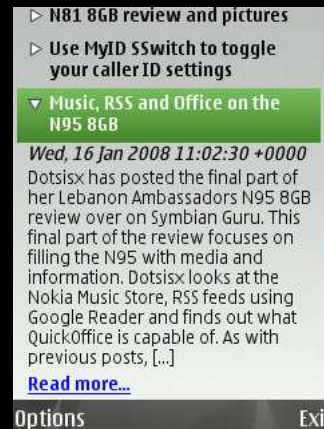 N81 8GB review and pictures
Use MyID SSwitch to toggle
your caller ID settings
Music, RSS and Office on the
N95 8GB
Wed, 16 Jan 2008 11:02:30 +0000
Dotsisx has posted the final part of
her Lebanon Ambassadors N95 8GB
review over on Symbian Guru. This
final part of the review focuses on
filling the N95 with media and
information. Dotsisx looks at the
Nokia Music Store, RSS feeds using
Google Reader and finds out what
QuickOffice is capable of. As with
previous posts, [...]
Read more...
Options
Exi